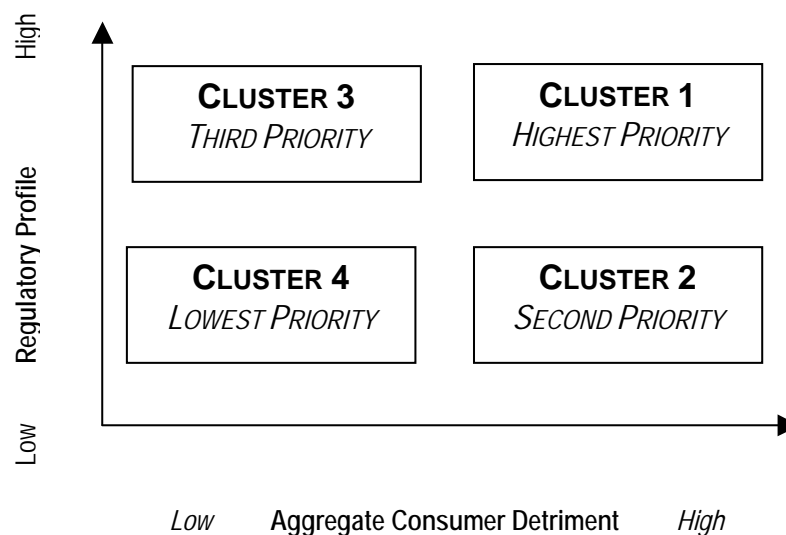 High
CLUSTER 3
THIRD PRIORITY
CLUSTER 1
HIGHEST PRIORITY
Regulatory Profile
CLUSTER 4
LOWEST PRIORITY
CLUSTER 2
SECOND PRIORITY
Low
Low Aggregate Consumer Detriment High